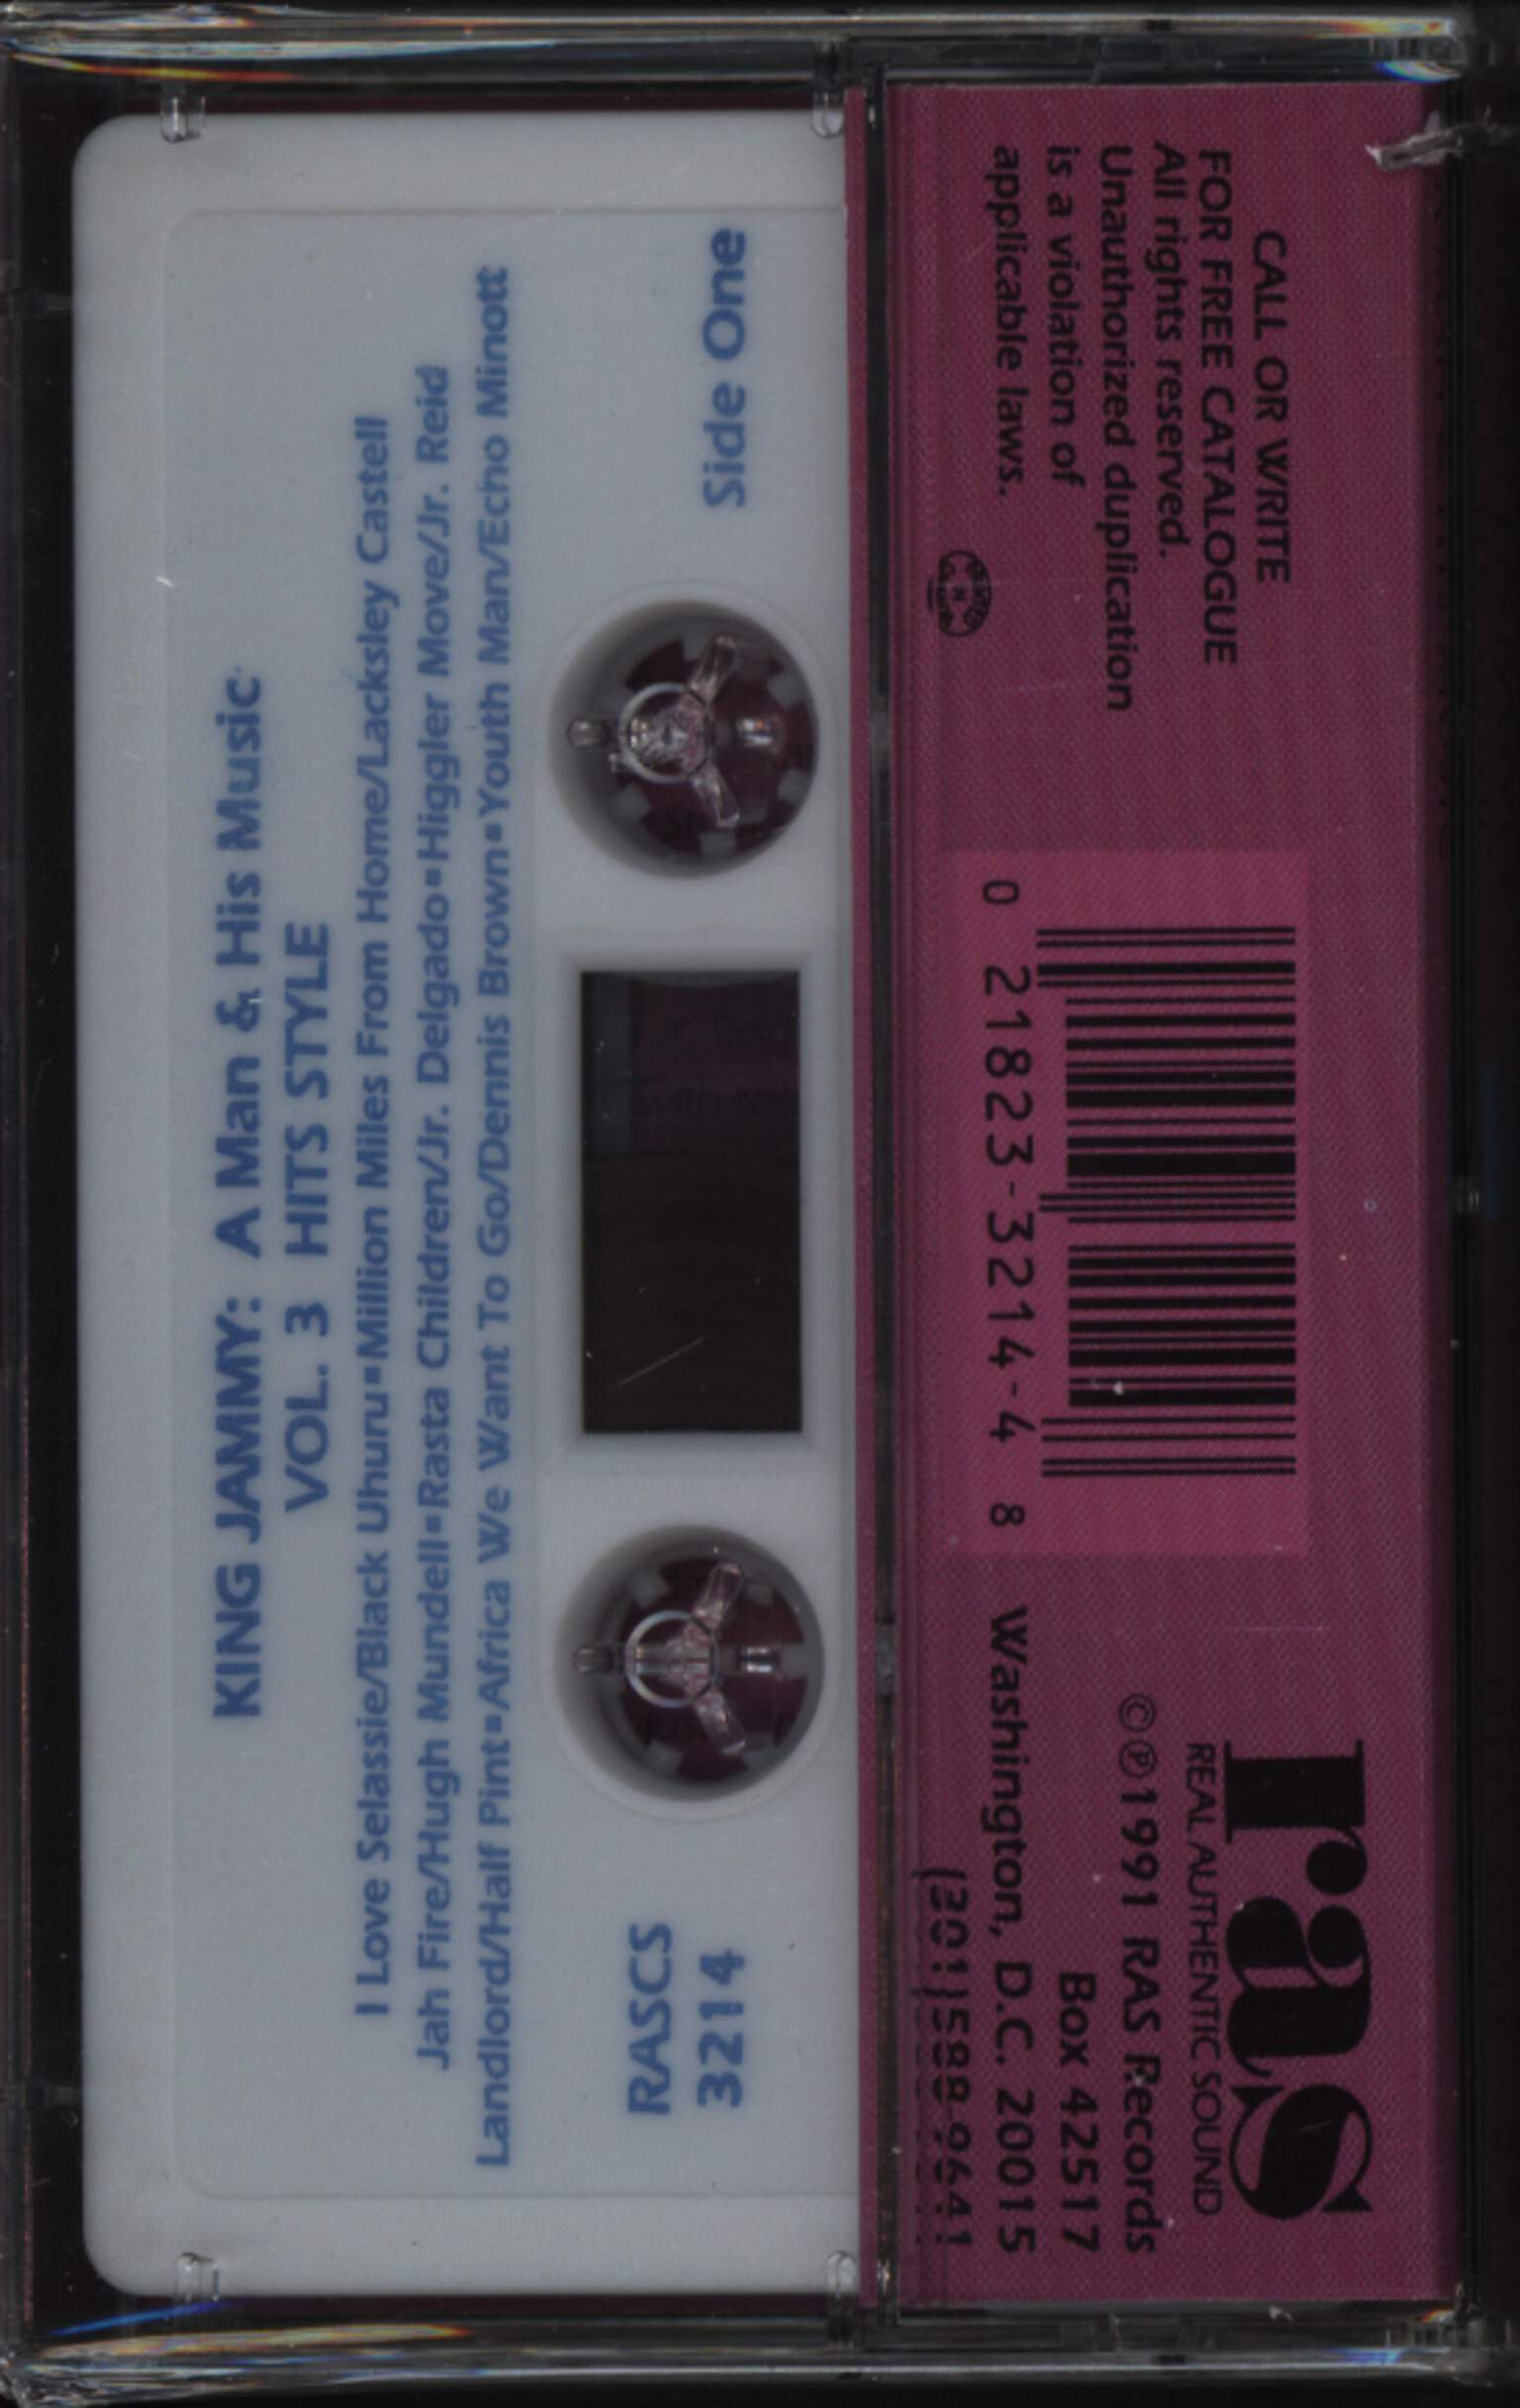 KING JAMMY: A Man & His Music
VOL. 3 HITS STYLE
I Love Selassie/Black Uhuru▪Million Miles From Home/Lacksley Castell
Jah Fire/Hugh Mundell▪Rasta Children/Jr. Delgado▪Higgler Move/Jr. Reid
Landlord/Half Pint▪Africa We Want To Go/Dennis Brown▪Youth Man/Echo Minott
RASCS
3214
Side One
CALL OR WRITE
FOR FREE CATALOGUE
All rights reserved.
Unauthorized duplication
is a violation of
applicable laws.
0 21823-3214-4 8
ras
REAL AUTHENTIC SOUND
©℗1991 RAS Records
Box 42517
Washington, D.C. 20015
(301)588-9641